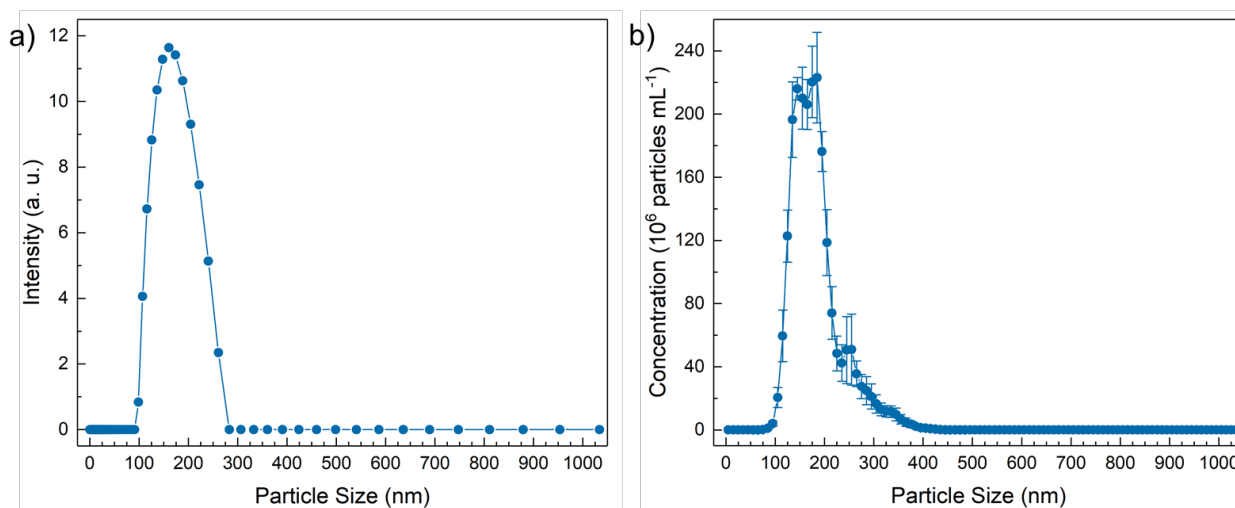 a)
Intensity (a. u.)
12
10
8
6
4
2
0
0 100 200 300 400 500 600 700 800 900 1000
Particle Size (nm)
b)
Concentration (10⁶ particles mL⁻¹)
240
200
160
120
80
40
0
0 100 200 300 400 500 600 700 800 900 1000
Particle Size (nm)